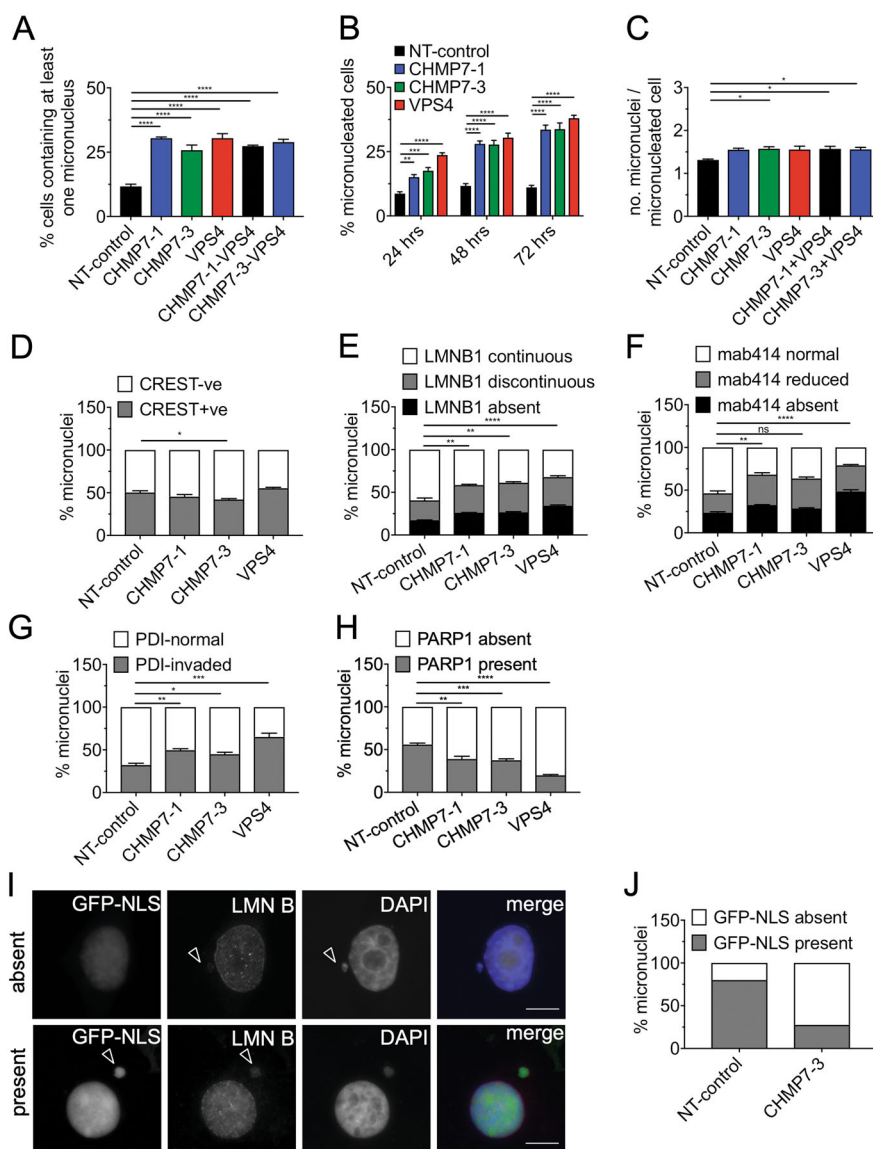 A
% cells containing at least
one micronucleus
50
25
0
****
****
****
****
****
NT-control
CHMP7-1
CHMP7-3
VPS4
CHMP7-1-VPS4
CHMP7-3-VPS4
B
NT-control
CHMP7-1
CHMP7-3
VPS4
% micronucleated cells
50
25
0
****
***
**
****
****
****
****
****
****
24 hrs
48 hrs
72 hrs
C
no. micronuclei /
micronucleated cell
3
2
1
0
*
*
*
NT-control
CHMP7-1
CHMP7-3
VPS4
CHMP7-1+VPS4
CHMP7-3+VPS4
D
CREST-ve
CREST+ve
% micronuclei
150
100
50
0
*
NT-control
CHMP7-1
CHMP7-3
VPS4
E
LMNB1 continuous
LMNB1 discontinuous
LMNB1 absent
% micronuclei
150
100
50
0
****
**
**
NT-control
CHMP7-1
CHMP7-3
VPS4
F
mab414 normal
mab414 reduced
mab414 absent
% micronuclei
150
100
50
0
****
ns
**
NT-control
CHMP7-1
CHMP7-3
VPS4
G
PDI-normal
PDI-invaded
% micronuclei
150
100
50
0
***
*
**
NT-control
CHMP7-1
CHMP7-3
VPS4
H
PARP1 absent
PARP1 present
% micronuclei
150
100
50
0
****
***
**
NT-control
CHMP7-1
CHMP7-3
VPS4
I
absent
GFP-NLS
LMN B
DAPI
merge
present
GFP-NLS
LMN B
DAPI
merge
J
GFP-NLS absent
GFP-NLS present
% micronuclei
150
100
50
0
NT-control
CHMP7-3